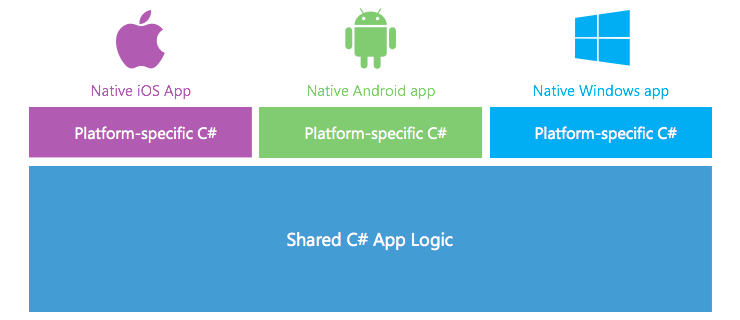 Native iOS App
Native Android app
Native Windows app
Platform-specific C#
Platform-specific C#
Platform-specific C#
Shared C# App Logic